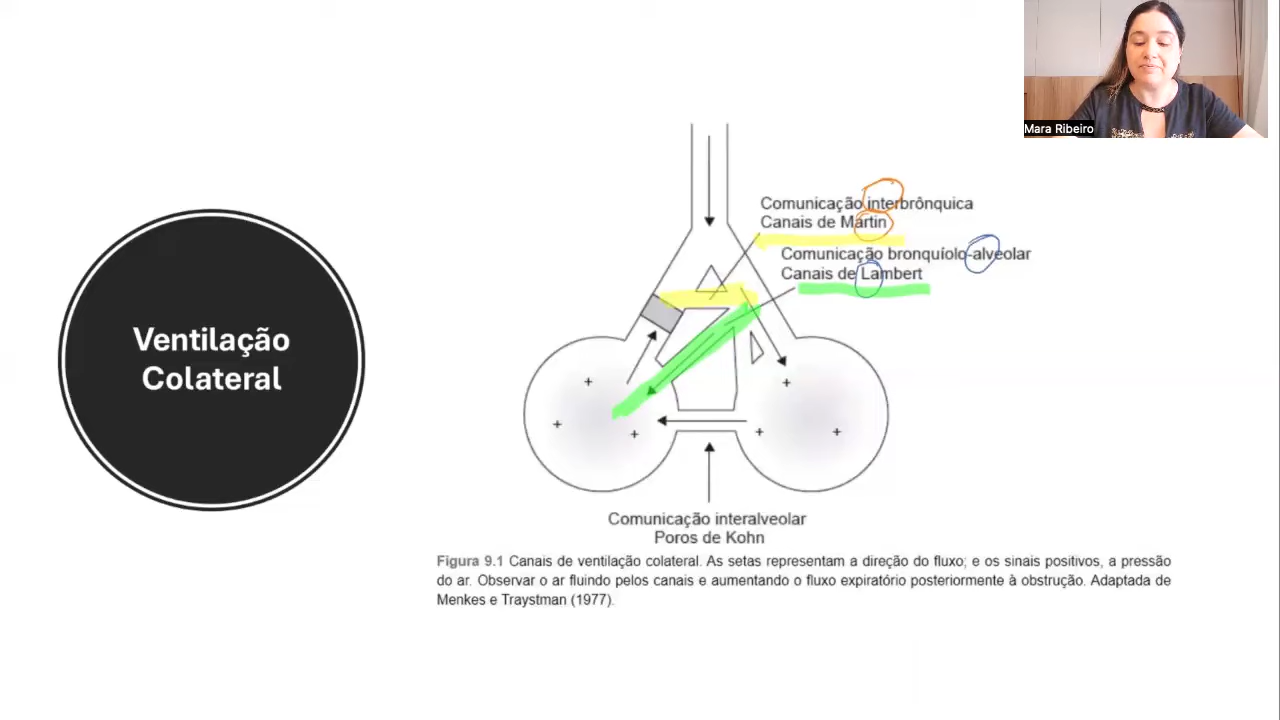 Mara Ribeiro
Comunicação interbrônquica
Canais de Martin
Comunicação bronquíolo-alveolar
Canais de Lambert
Ventilação
Colateral
+
+
+
+
+
+
Comunicação interalveolar
Poros de Kohn
Figura 9.1 Canais de ventilação colateral. As setas representam a direção do fluxo; e os sinais positivos, a pressão
do ar. Observar o ar fluindo pelos canais e aumentando o fluxo expiratório posteriormente à obstrução. Adaptada de
Menkes e Traystman (1977).